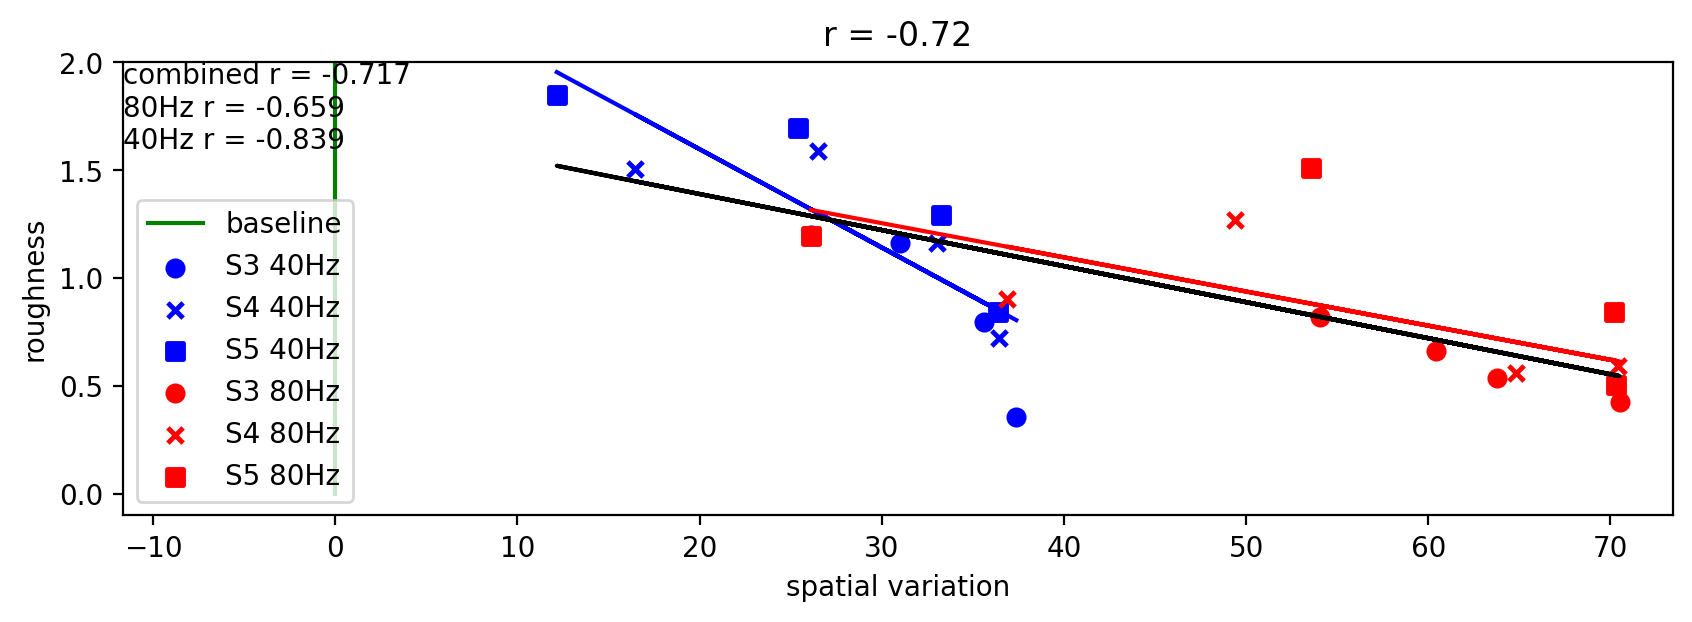 r = -0.72
combined r = -0.717
80Hz r = -0.659
40Hz r = -0.839
roughness
2.0
1.5
1.0
0.5
0.0
baseline
S3 40Hz
S4 40Hz
S5 40Hz
S3 80Hz
S4 80Hz
S5 80Hz
−10 0 10 20 30 40 50 60 70
spatial variation